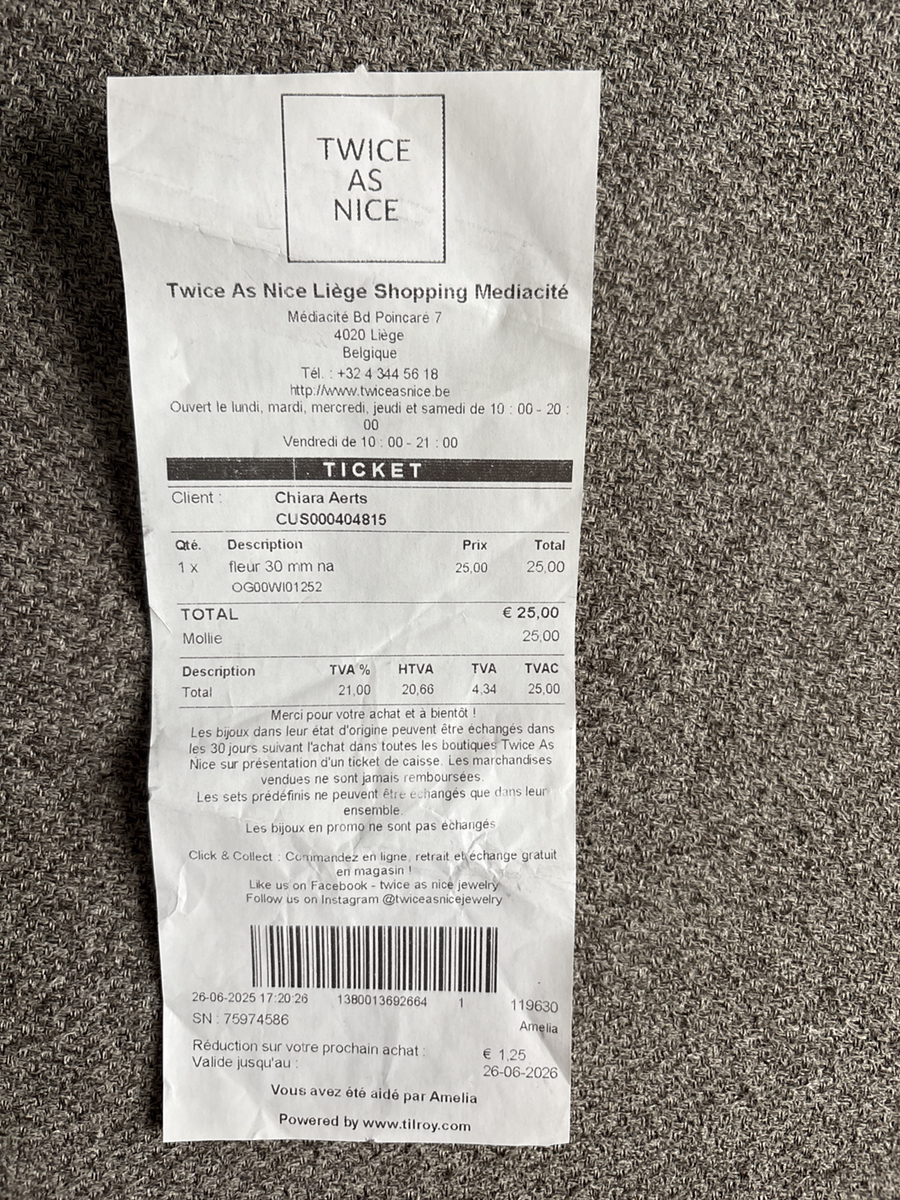 TWICE
AS
NICE
Twice As Nice Liège Shopping Mediacité
Médiacité Bd Poincaré 7
4020 Liège
Belgique
Tél. : +32 4 344 56 18
http://www.twiceasnice.be
Ouvert le lundi, mardi, mercredi, jeudi et samedi de 10 : 00 - 20 :
00
Vendredi de 10 : 00 - 21 : 00
TICKET
Client : Chiara Aerts
CUS000404815
Qté. Description Prix Total
1 x fleur 30 mm na 25,00 25,00
OG00WI01252
TOTAL € 25,00
Mollie 25,00
Description TVA % HTVA TVA TVAC
Total 21,00 20,66 4,34 25,00
Merci pour votre achat et à bientôt !
Les bijoux dans leur état d'origine peuvent être échangés dans
les 30 jours suivant l'achat dans toutes les boutiques Twice As
Nice sur présentation d'un ticket de caisse. Les marchandises
vendues ne sont jamais remboursées.
Les sets prédéfinis ne peuvent être échangés que dans leur
ensemble.
Les bijoux en promo ne sont pas échangés
Click & Collect : Commandez en ligne, retrait et échange gratuit
en magasin !
Like us on Facebook - twice as nice jewelry
Follow us on Instagram @twiceasnicejewelry
26-06-2025 17:20:26 1380013692664 1 119630
SN : 75974586 Amelia
Réduction sur votre prochain achat : € 1,25
Valide jusqu'au : 26-06-2026
Vous avez été aidé par Amelia
Powered by www.tilroy.com